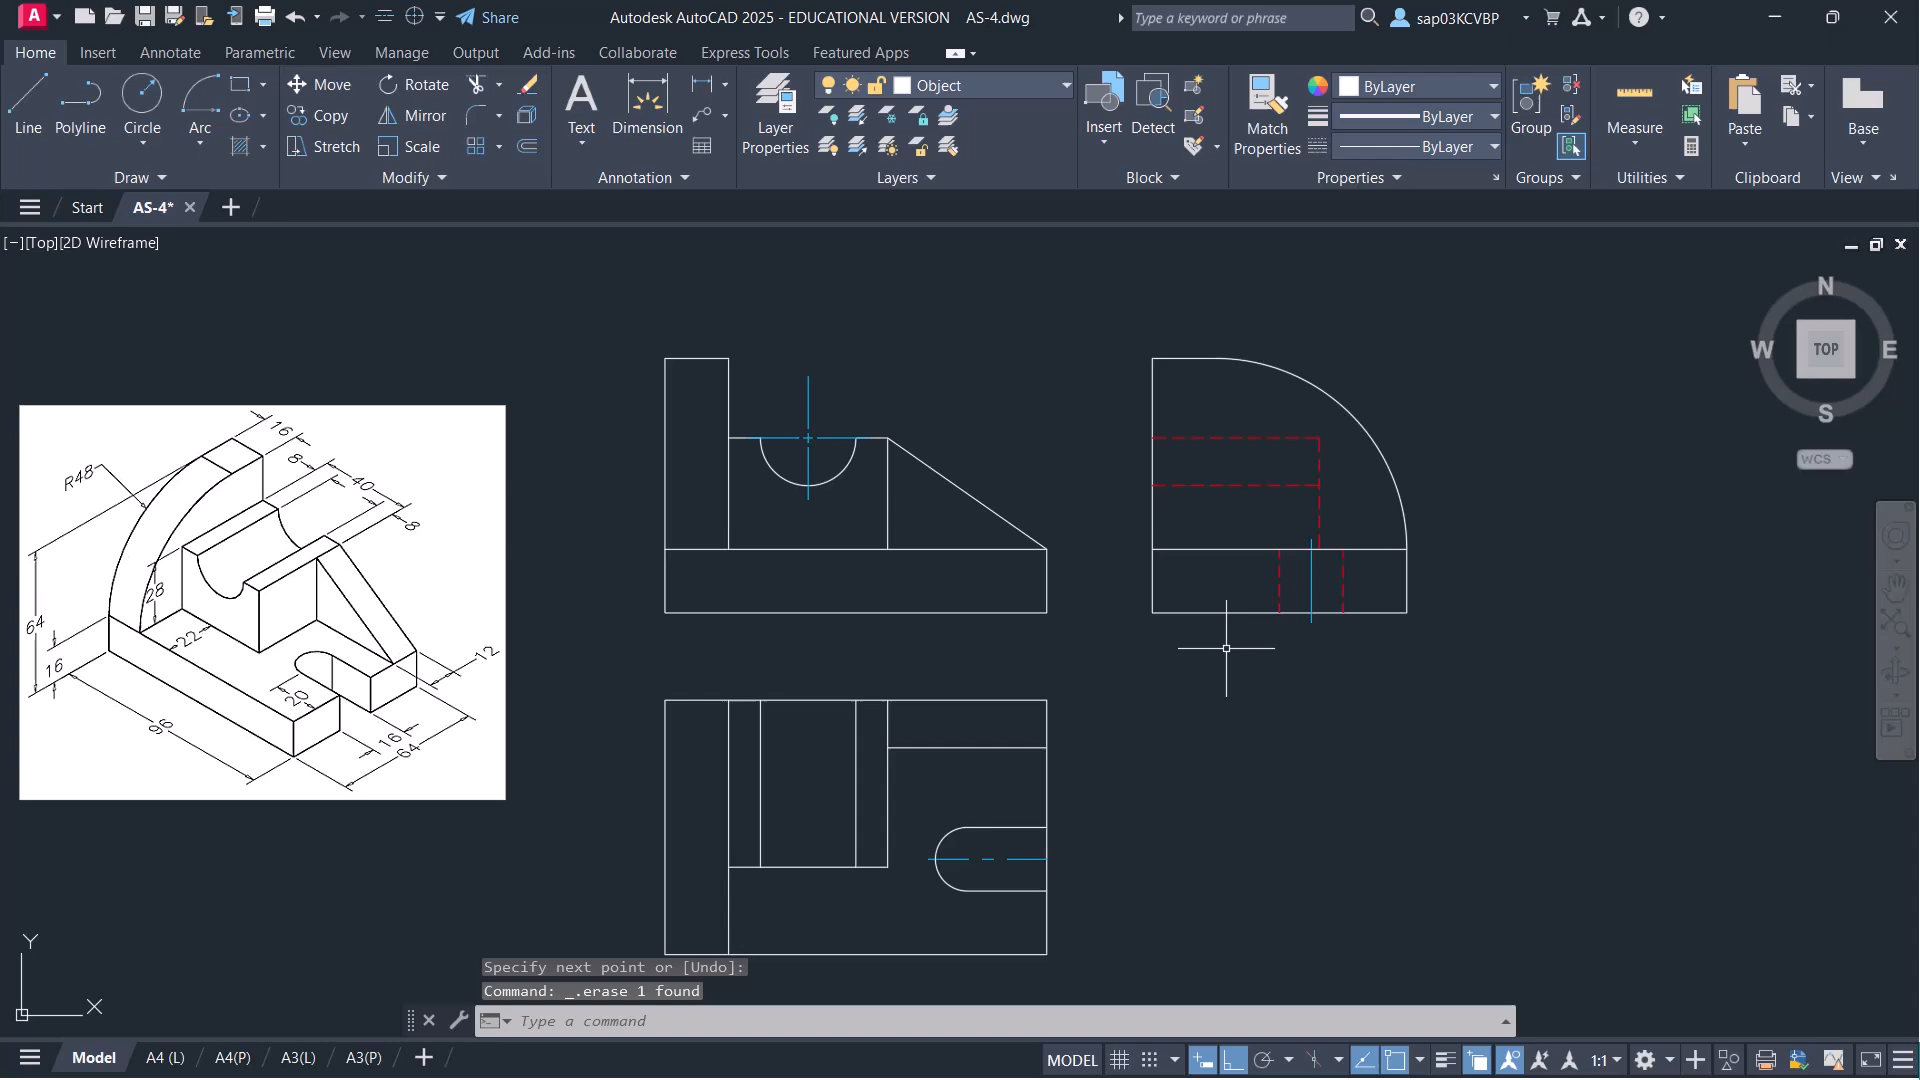 A Share Autodesk AutoCAD 2025 - EDUCATIONAL VERSION AS-4.dwg Type a keyword or phrase sap03KCVBP
Home Insert Annotate Parametric View Manage Output Add-ins Collaborate Express Tools Featured Apps
Line Polyline Circle Arc Move Rotate Copy Mirror Stretch Scale
A Text Dimension
Layer Properties Object
Insert Detect
Match Properties ByLayer ByLayer ByLayer
Group Measure Paste Base
Draw Modify Annotation Layers Block Properties Groups Utilities Clipboard View
Start AS-4*
[−][Top][2D Wireframe]
N
W TOP E
S
WCS
16
8
40
8
R48
28
64
16
22
20
96
12
16
64
Y
X
Specify next point or [Undo]:
Command: _.erase 1 found
Type a command
Model A4 (L) A4(P) A3(L) A3(P) MODEL 1:1